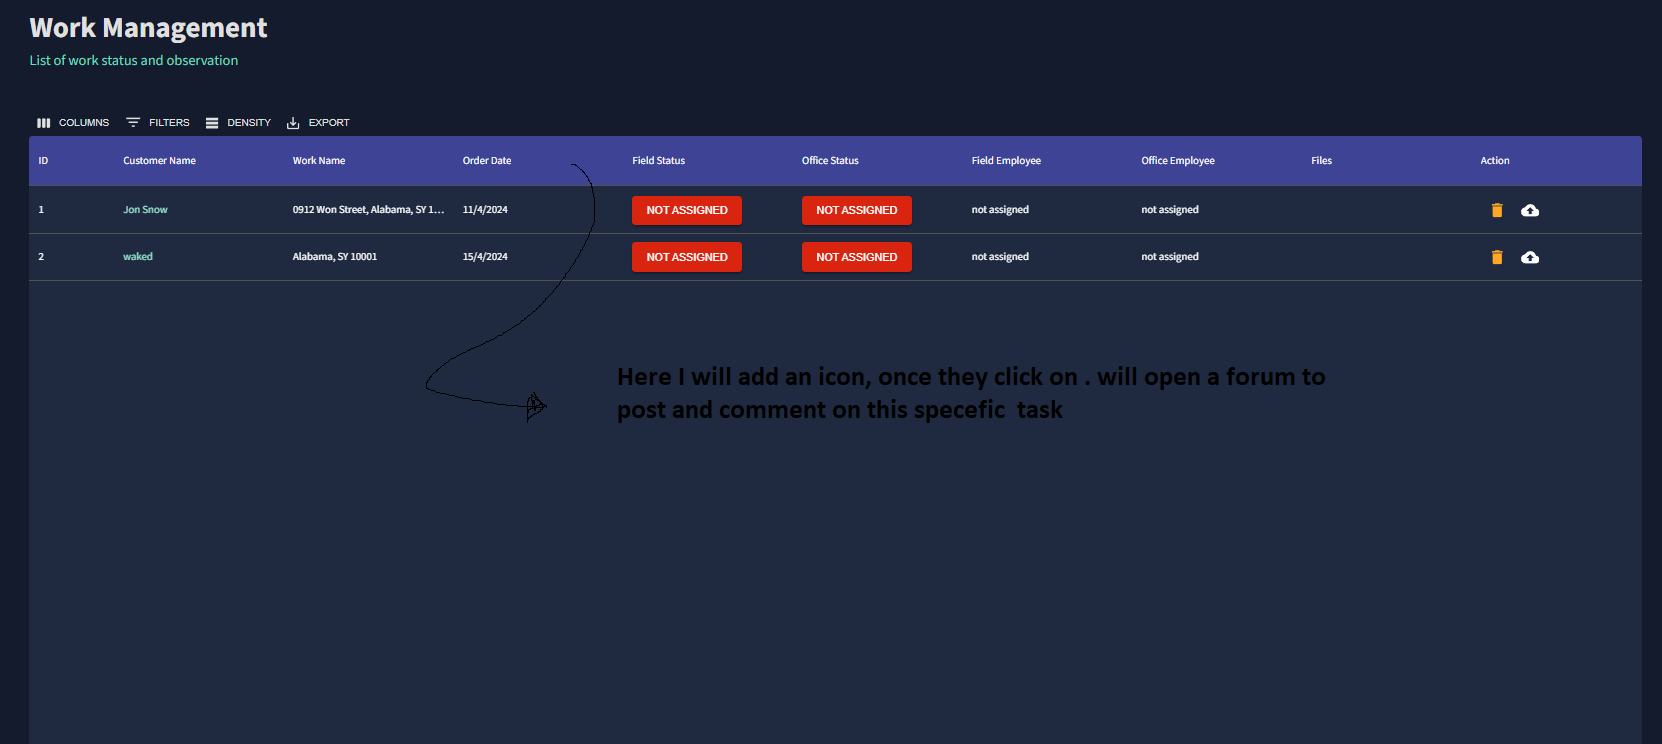 Work Management
List of work status and observation
COLUMNS FILTERS DENSITY EXPORT
ID Customer Name Work Name Order Date Field Status Office Status Field Employee Office Employee Files Action
1 Jon Snow 0912 Won Street, Alabama, SY 1... 11/4/2024 NOT ASSIGNED NOT ASSIGNED not assigned not assigned
2 waked Alabama, SY 10001 15/4/2024 NOT ASSIGNED NOT ASSIGNED not assigned not assigned
Here I will add an icon, once they click on . will open a forum to
post and comment on this specefic task